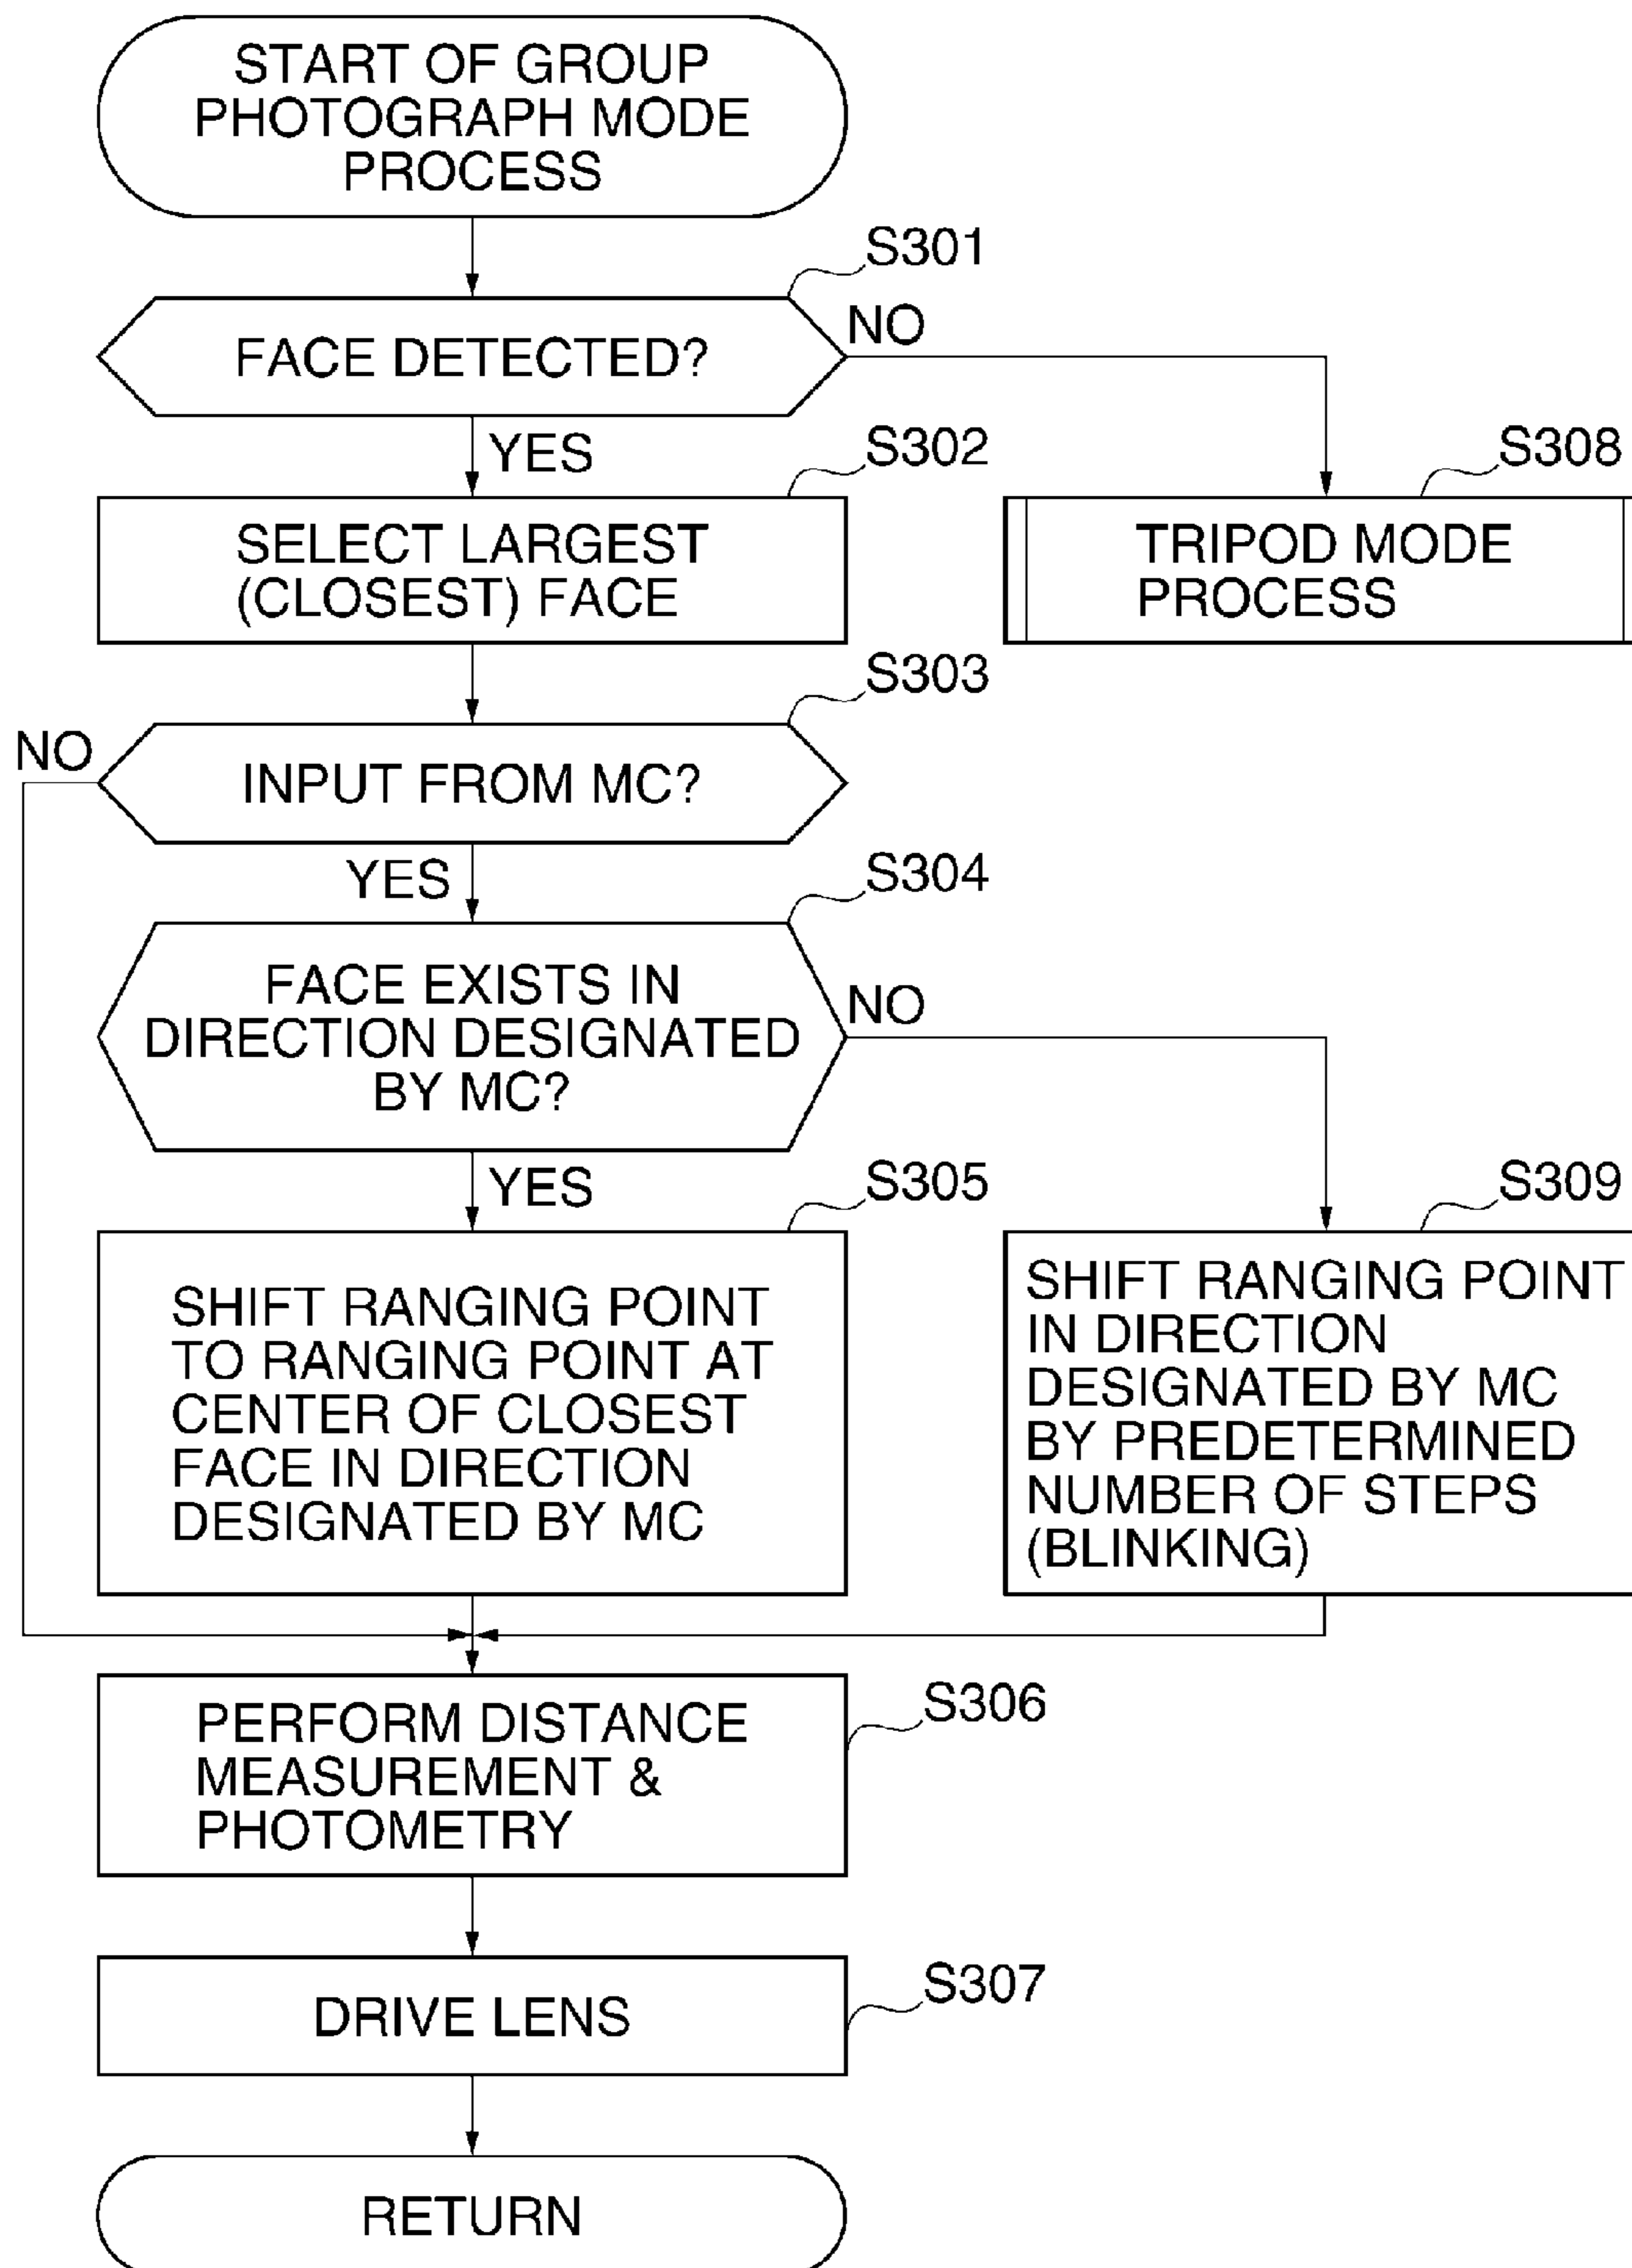 START OF GROUP
PHOTOGRAPH MODE
PROCESS
S301
FACE DETECTED?
NO
YES
S302
SELECT LARGEST
(CLOSEST) FACE
S308
TRIPOD MODE
PROCESS
S303
NO
INPUT FROM MC?
YES
S304
FACE EXISTS IN
DIRECTION DESIGNATED
BY MC?
NO
YES
S305
SHIFT RANGING POINT
TO RANGING POINT AT
CENTER OF CLOSEST
FACE IN DIRECTION
DESIGNATED BY MC
S309
SHIFT RANGING POINT
IN DIRECTION
DESIGNATED BY MC
BY PREDETERMINED
NUMBER OF STEPS
(BLINKING)
S306
PERFORM DISTANCE
MEASUREMENT &
PHOTOMETRY
S307
DRIVE LENS
RETURN